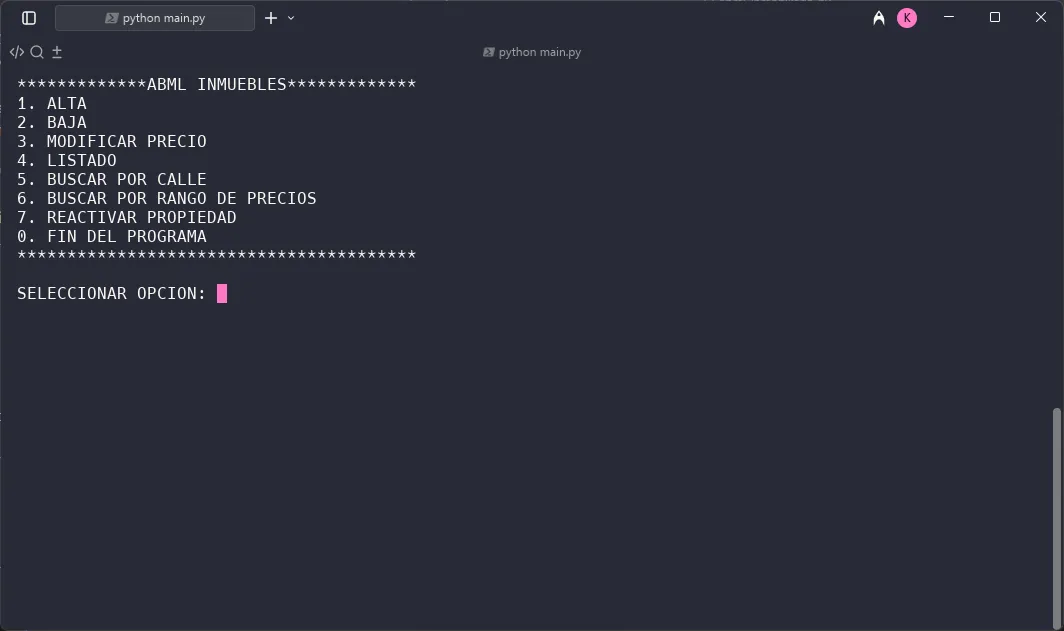 python main.py
K
python main.py
*************ABML INMUEBLES*************
1. ALTA
2. BAJA
3. MODIFICAR PRECIO
4. LISTADO
5. BUSCAR POR CALLE
6. BUSCAR POR RANGO DE PRECIOS
7. REACTIVAR PROPIEDAD
0. FIN DEL PROGRAMA
****************************************
SELECCIONAR OPCION: